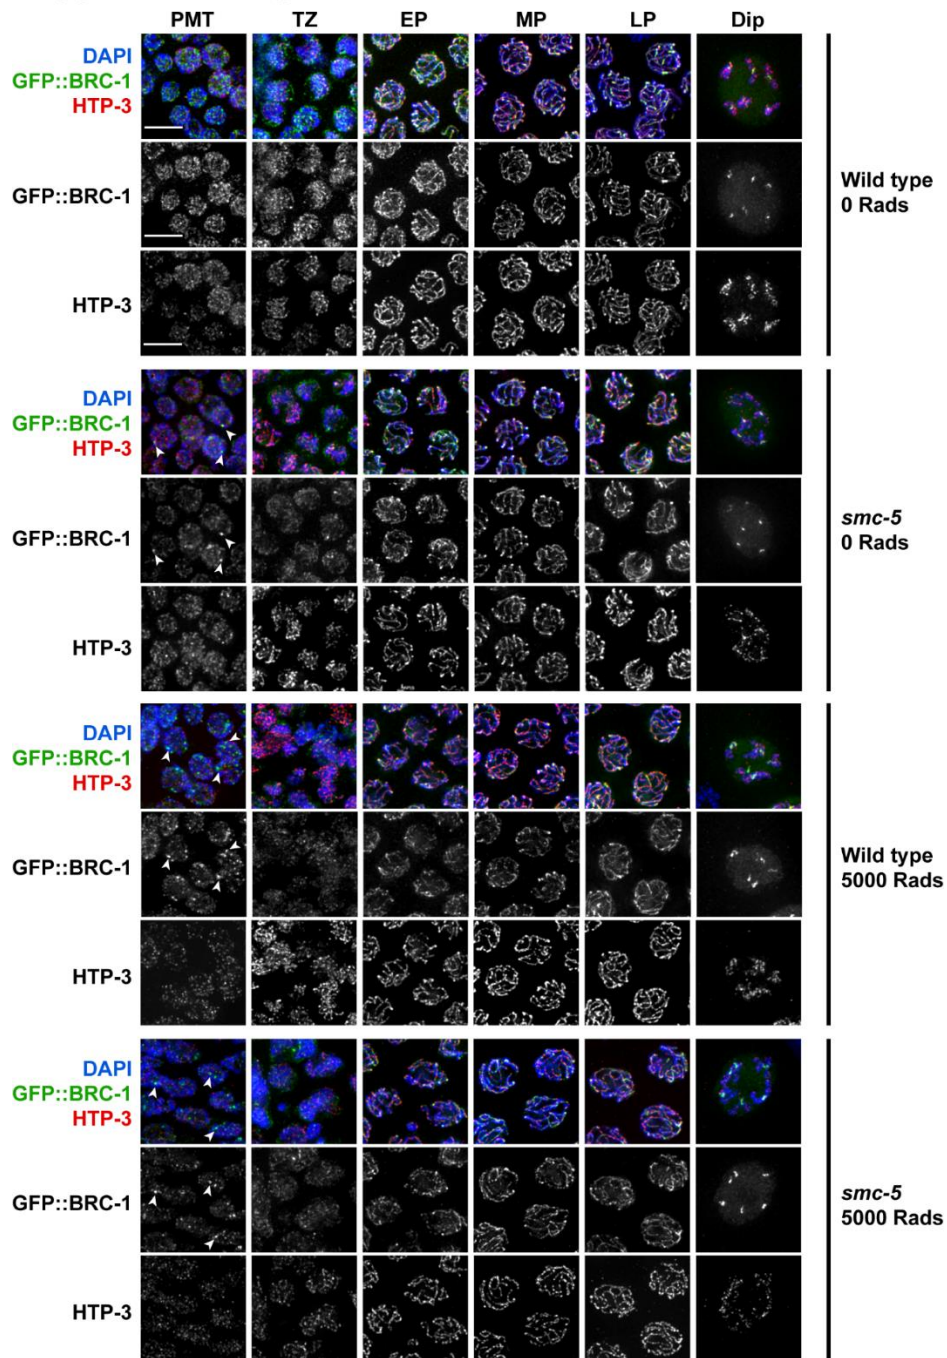 PMT TZ EP MP LP Dip
DAPI
GFP::BRC-1
HTP-3
GFP::BRC-1
HTP-3
Wild type
0 Rads
DAPI
GFP::BRC-1
HTP-3
GFP::BRC-1
HTP-3
smc-5
0 Rads
DAPI
GFP::BRC-1
HTP-3
GFP::BRC-1
HTP-3
Wild type
5000 Rads
DAPI
GFP::BRC-1
HTP-3
GFP::BRC-1
HTP-3
smc-5
5000 Rads